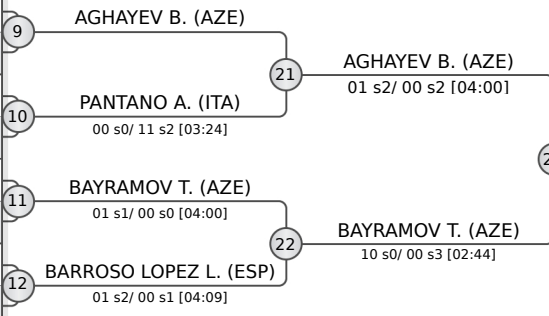 9
AGHAYEV B. (AZE)
21
AGHAYEV B. (AZE)
01 s2/ 00 s2 [04:00]
10
PANTANO A. (ITA)
00 s0/ 11 s2 [03:24]
11
BAYRAMOV T. (AZE)
01 s1/ 00 s0 [04:00]
22
BAYRAMOV T. (AZE)
10 s0/ 00 s3 [02:44]
12
BARROSO LOPEZ L. (ESP)
01 s2/ 00 s1 [04:09]